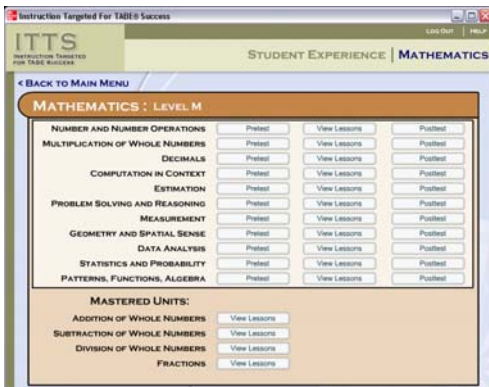 Instruction Targeted For TABE® Success
LOG OUT | HELP
ITTS
INSTRUCTION TARGETED
FOR TABE SUCCESS
STUDENT EXPERIENCE | MATHEMATICS
< BACK TO MAIN MENU
MATHEMATICS : LEVEL M
NUMBER AND NUMBER OPERATIONS Pretest View Lessons Posttest
MULTIPLICATION OF WHOLE NUMBERS Pretest View Lessons Posttest
DECIMALS Pretest View Lessons Posttest
COMPUTATION IN CONTEXT Pretest View Lessons Posttest
ESTIMATION Pretest View Lessons Posttest
PROBLEM SOLVING AND REASONING Pretest View Lessons Posttest
MEASUREMENT Pretest View Lessons Posttest
GEOMETRY AND SPATIAL SENSE Pretest View Lessons Posttest
DATA ANALYSIS Pretest View Lessons Posttest
STATISTICS AND PROBABILITY Pretest View Lessons Posttest
PATTERNS, FUNCTIONS, ALGEBRA Pretest View Lessons Posttest
MASTERED UNITS:
ADDITION OF WHOLE NUMBERS View Lessons
SUBTRACTION OF WHOLE NUMBERS View Lessons
DIVISION OF WHOLE NUMBERS View Lessons
FRACTIONS View Lessons